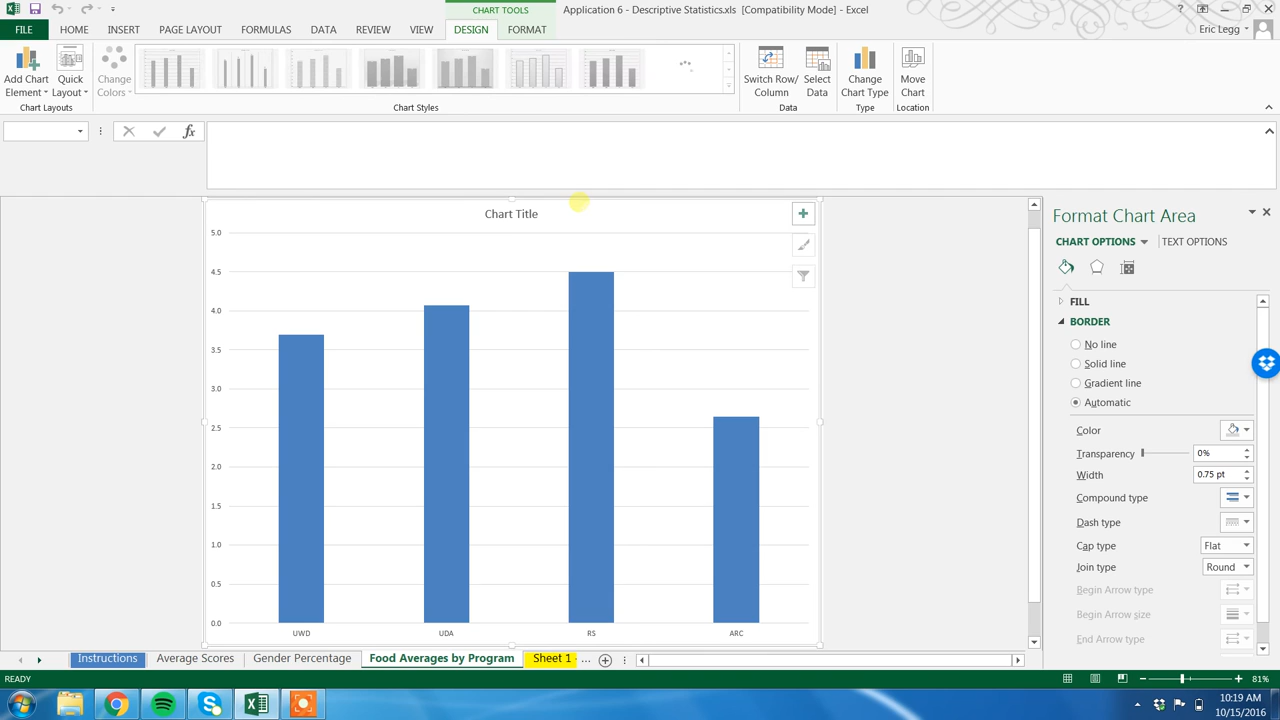 CHART TOOLS
Application 6 - Descriptive Statistics.xls [Compatibility Mode] - Excel
?
FILE
HOME
INSERT
PAGE LAYOUT
FORMULAS
DATA
REVIEW
VIEW
DESIGN
FORMAT
Eric Legg
Add Chart
Element
Quick
Layout
Change
Colors
Switch Row/
Column
Select
Data
Change
Chart Type
Move
Chart
Chart Layouts
Chart Styles
Data
Type
Location
fx
Chart Title
5.0
4.5
4.0
3.5
3.0
2.5
2.0
1.5
1.0
0.5
0.0
UWD
UDA
RS
ARC
Format Chart Area
CHART OPTIONS
TEXT OPTIONS
FILL
BORDER
No line
Solid line
Gradient line
Automatic
Color
Transparency
0%
Width
0.75 pt
Compound type
Dash type
Cap type
Flat
Join type
Round
Begin Arrow type
Begin Arrow size
End Arrow type
Instructions
Average Scores
Gender Percentage
Food Averages by Program
Sheet 1
...
READY
81%
10:19 AM
10/15/2016